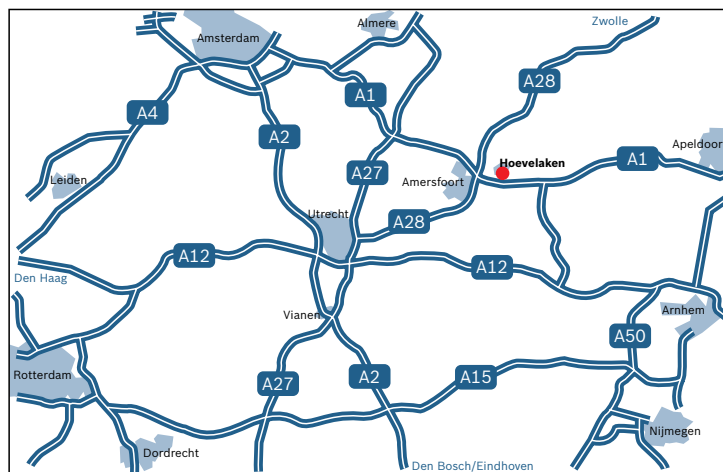 Zwolle
Almere
Amsterdam
A28
A1
A4
A2
Apeldoor
Hoevelaken
A1
A27
Leiden
Amersfoort
Utrecht
A28
A12
A12
Den Haag
Vianen
Arnhem
A50
Rotterdam
A15
A2
A27
Nijmegen
Dordrecht
Den Bosch/Eindhoven